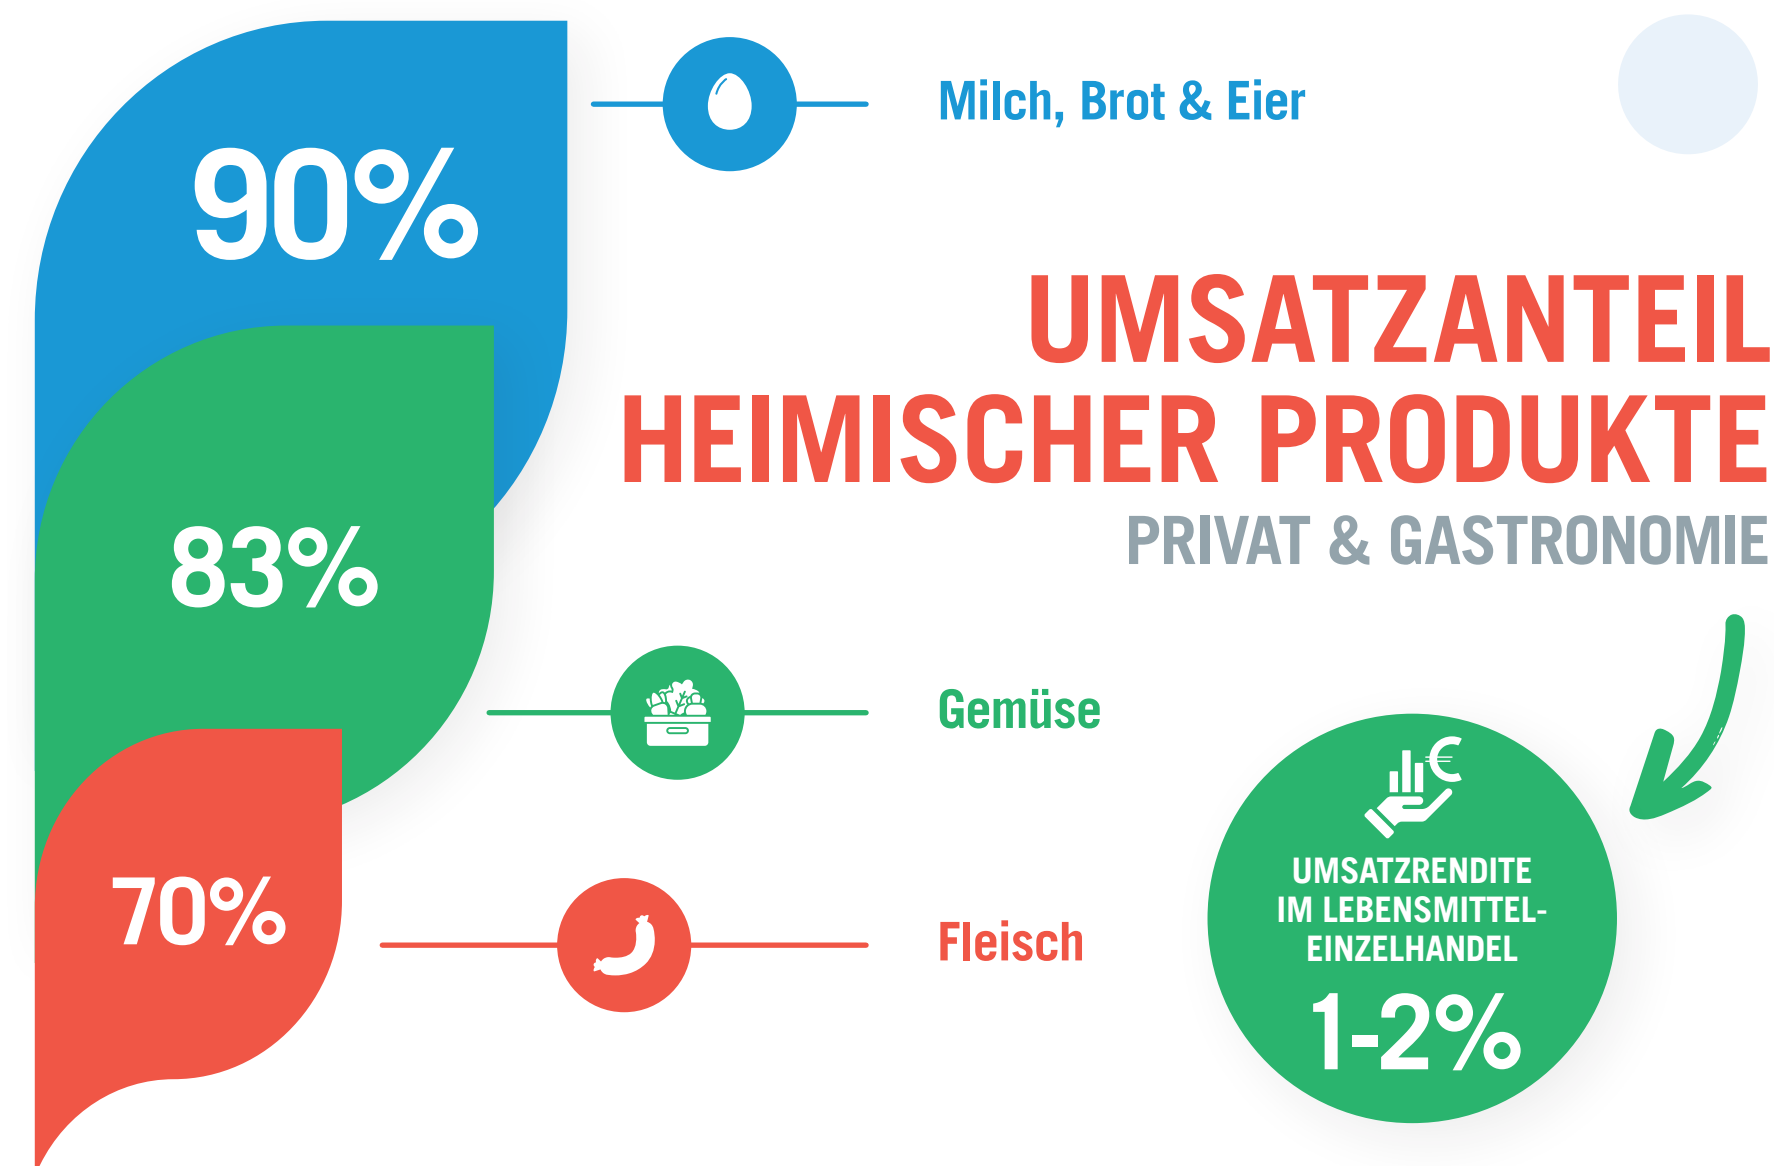 90%
Milch, Brot & Eier
UMSATZANTEIL
HEIMISCHER PRODUKTE
PRIVAT & GASTRONOMIE
83%
Gemüse
70%
Fleisch
UMSATZRENDITE
IM LEBENSMITTEL-
EINZELHANDEL
1-2%